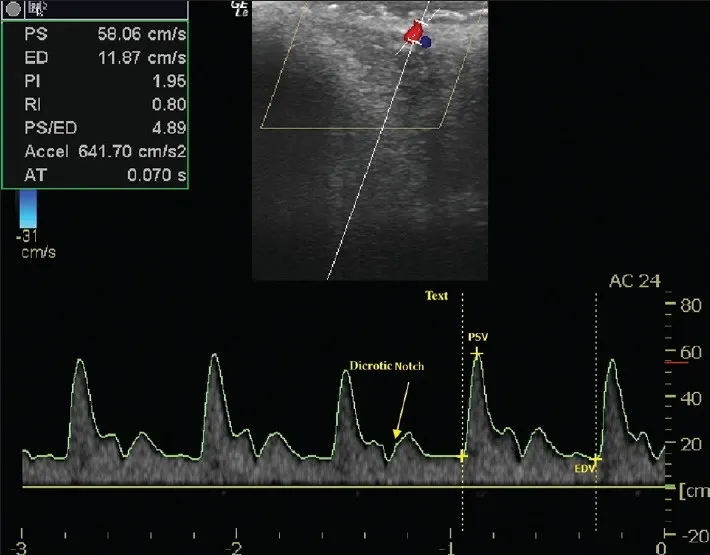 GE
PS 58.06 cm/s
ED 11.87 cm/s
PI 1.95
RI 0.80
PS/ED 4.89
Accel 641.70 cm/s2
AT 0.070 s
-31
cm/s
AC 24
Text
80
PSV
60
Dicrotic Notch
40
20
EDV
[cm
-20
-3 -2 -1 0